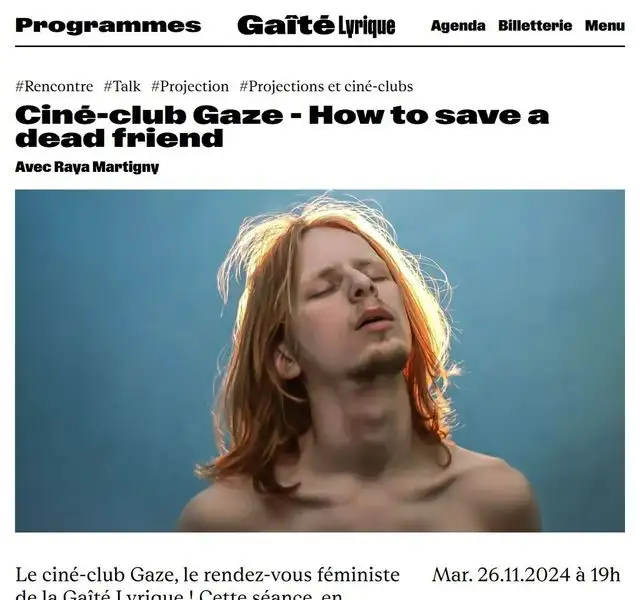 Programmes Gaîté Lyrique Agenda Billetterie Menu
#Rencontre #Talk #Projection #Projections et ciné-clubs
Ciné-club Gaze - How to save a
dead friend
Avec Raya Martigny
Le ciné-club Gaze, le rendez-vous féministe
Mar. 26.11.2024 à 19h
de la Gaîté Lyrique ! Cette séance, en